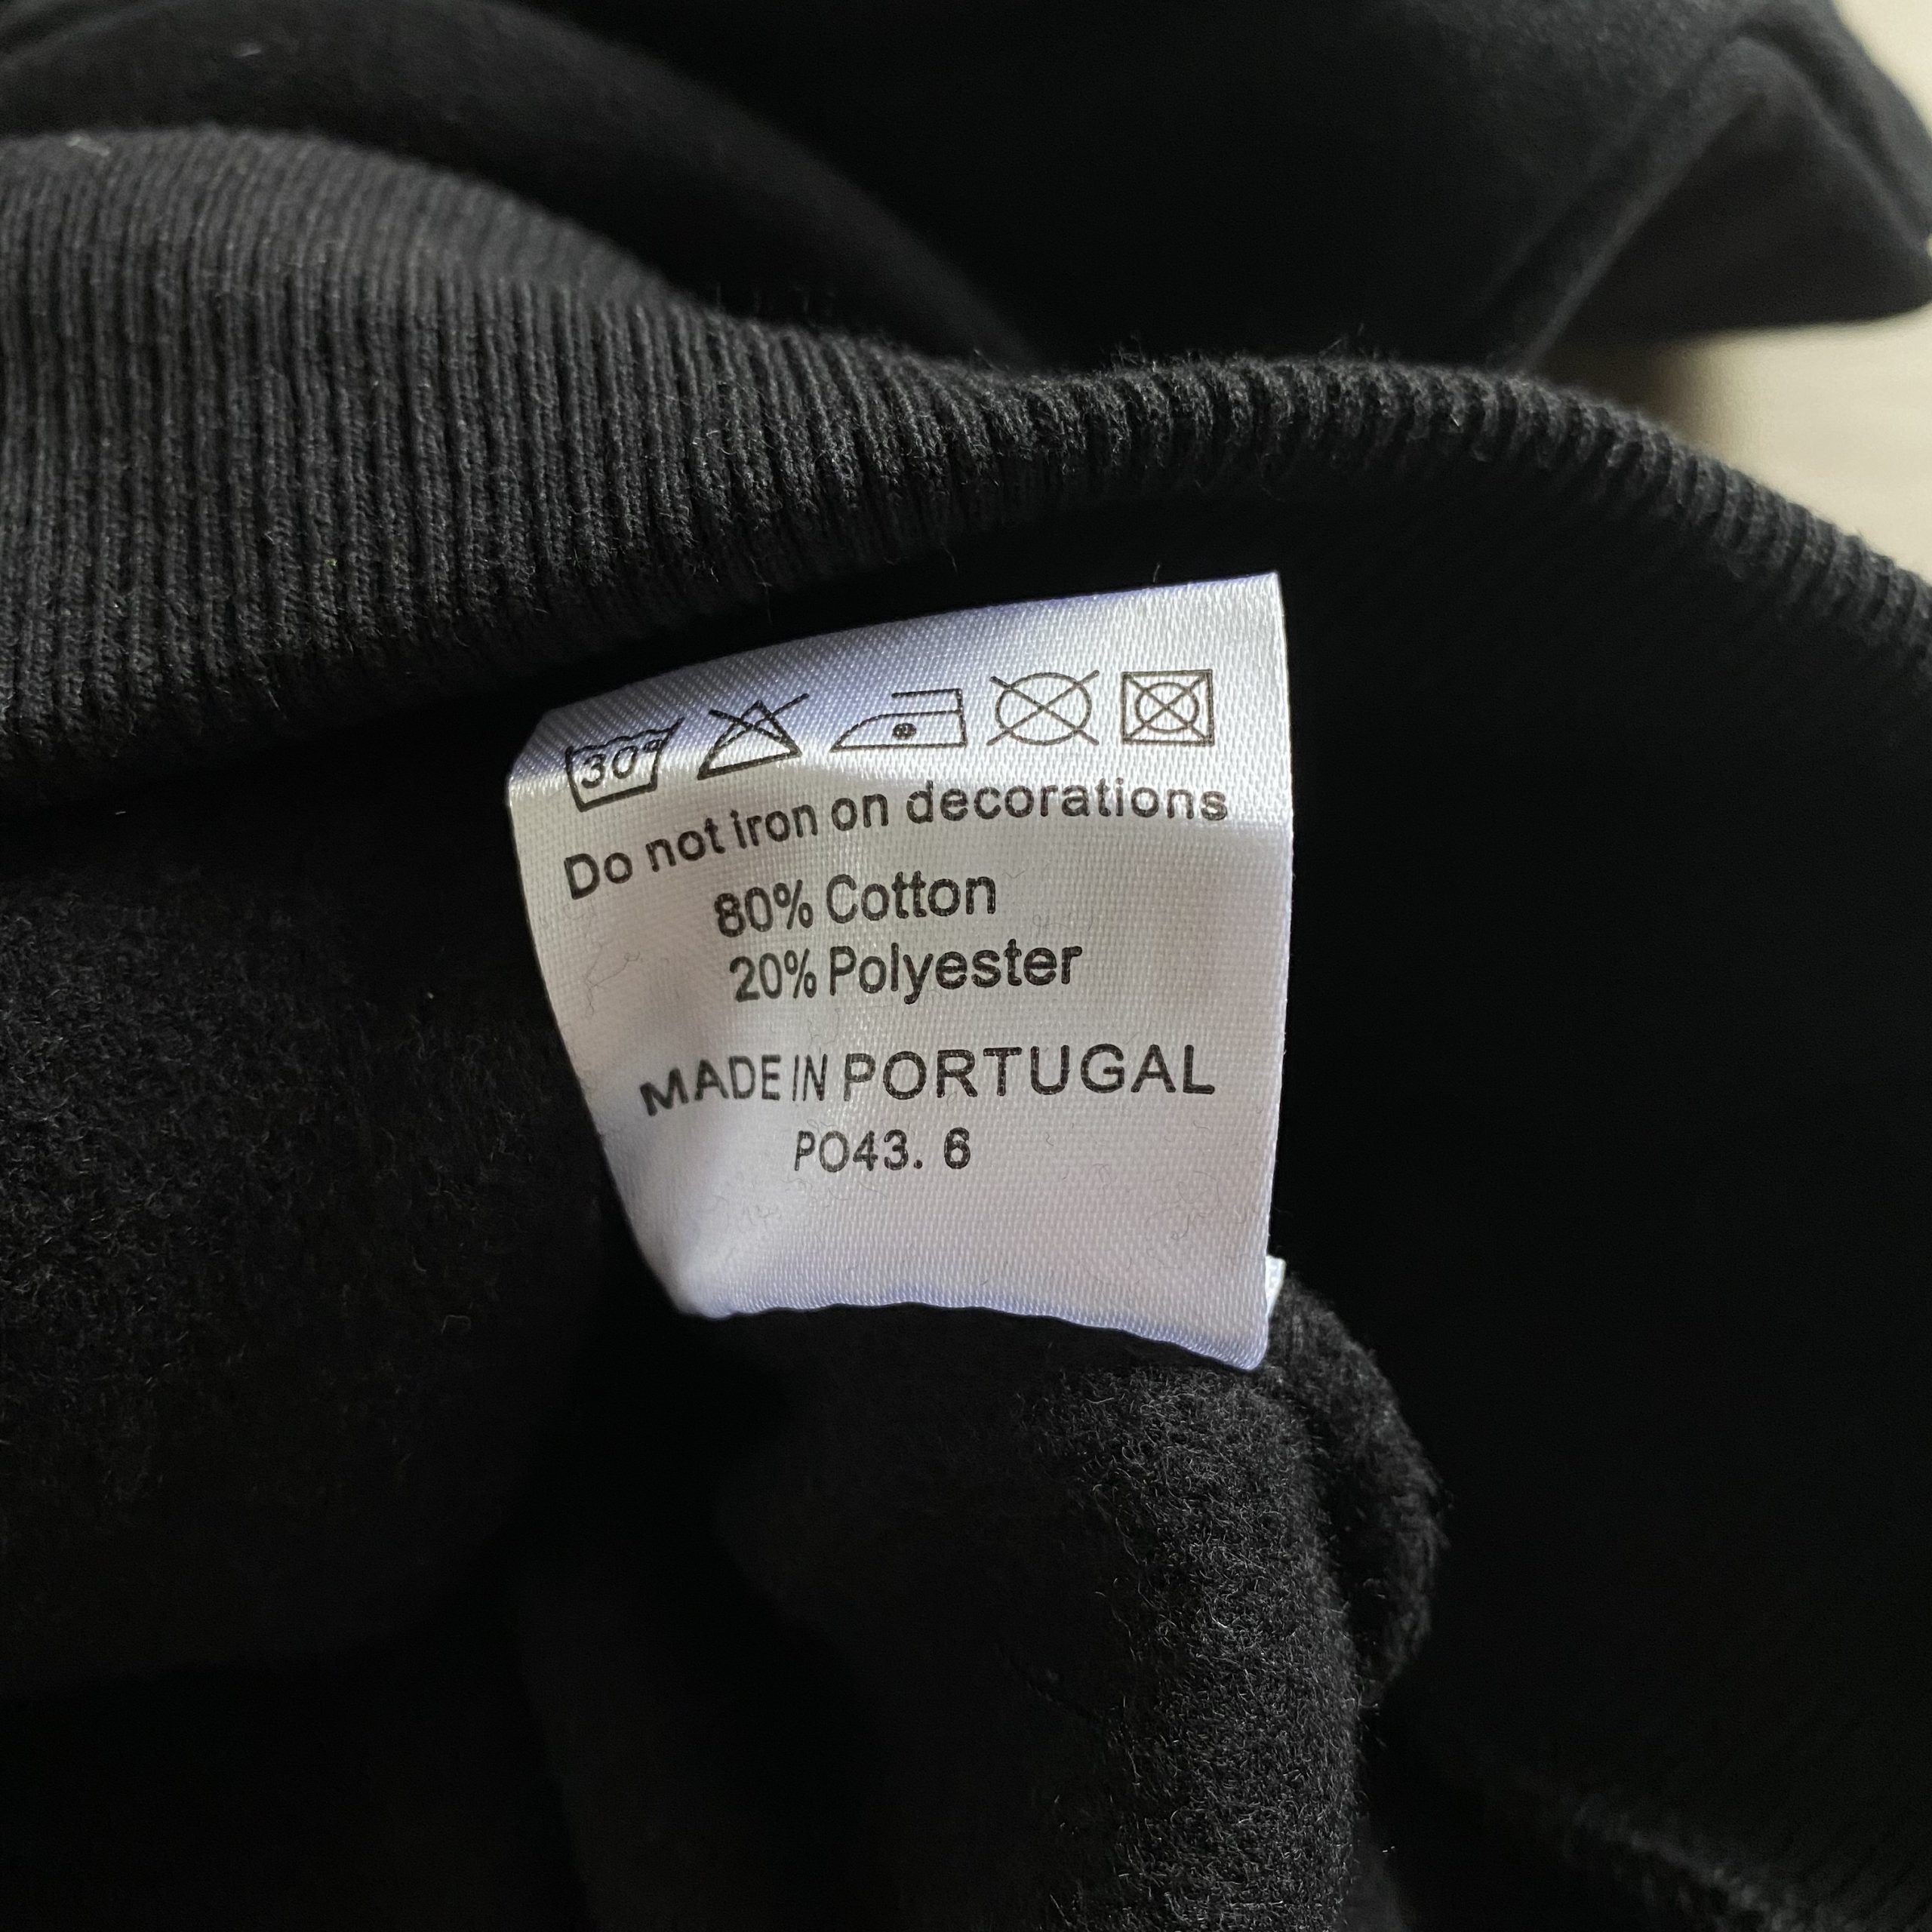 30°
Do not iron on decorations
80% Cotton
20% Polyester
MADE IN PORTUGAL
PO43. 6